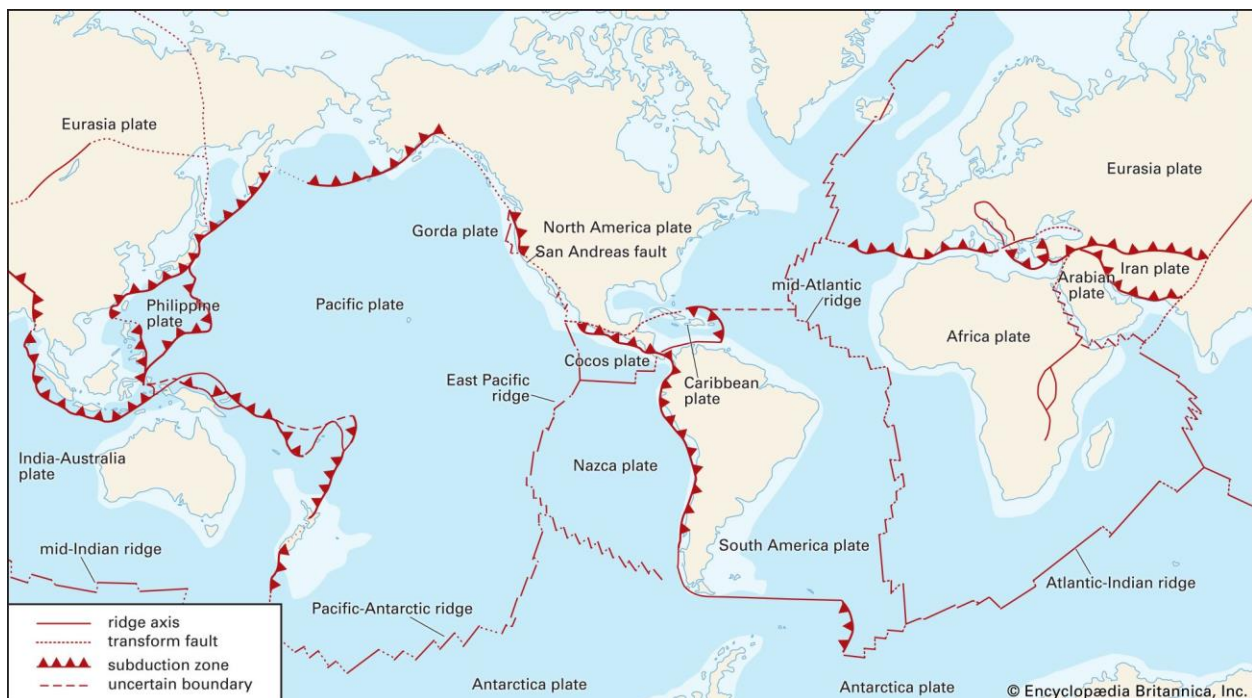 Eurasia plate
Eurasia plate
Gorda plate
North America plate
San Andreas fault
Philippine
plate
Pacific plate
mid-Atlantic
ridge
Arabian
plate
Iran plate
Africa plate
Cocos plate
East Pacific
ridge
Caribbean
plate
India-Australia
plate
Nazca plate
mid-Indian ridge
South America plate
Atlantic-Indian ridge
Pacific-Antarctic ridge
ridge axis
transform fault
subduction zone
uncertain boundary
Antarctica plate
Antarctica plate
© Encyclopædia Britannica, Inc.